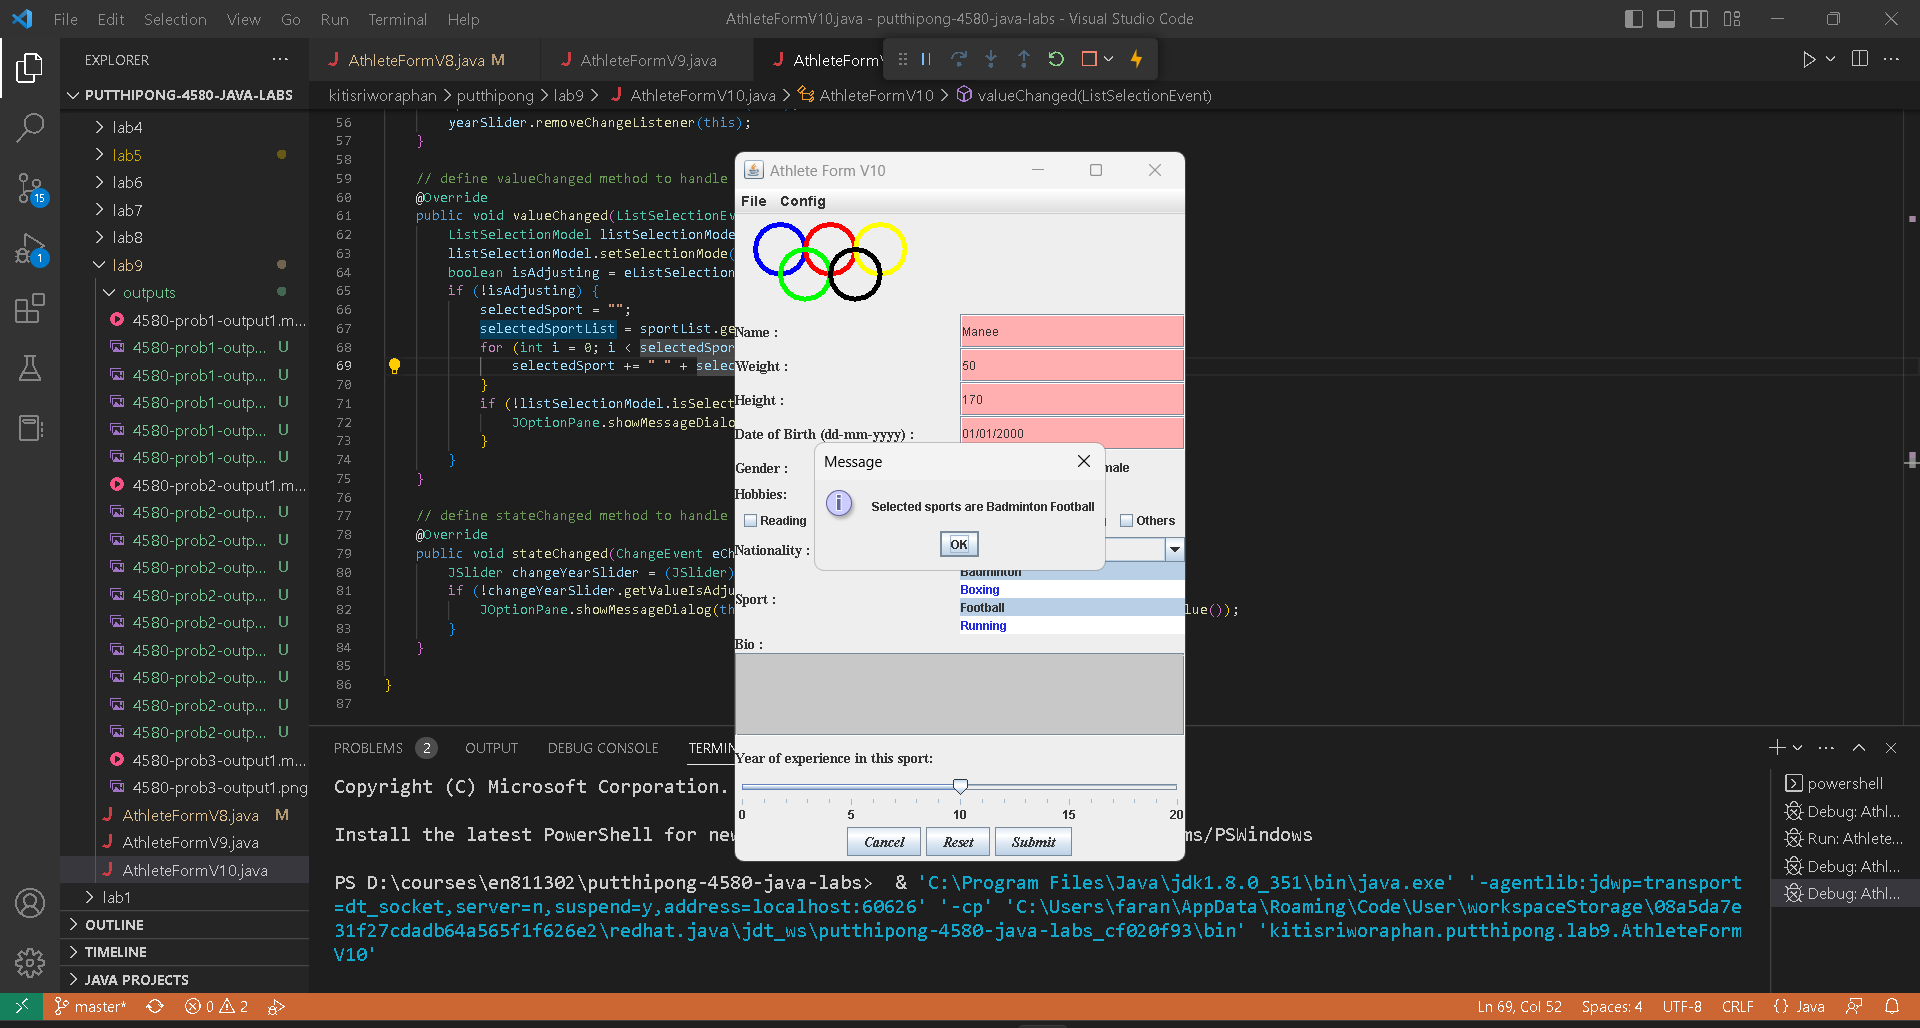 File Edit Selection View Go Run Terminal Help
AthleteFormV10.java - putthipong-4580-java-labs - Visual Studio Code
EXPLORER
PUTTHIPONG-4580-JAVA-LABS
lab4
lab5
lab6
lab7
lab8
lab9
outputs
4580-prob1-output1.m...
4580-prob1-outp... U
4580-prob1-outp... U
4580-prob1-outp... U
4580-prob1-outp... U
4580-prob1-outp... U
4580-prob2-output1.m...
4580-prob2-outp... U
4580-prob2-outp... U
4580-prob2-outp... U
4580-prob2-outp... U
4580-prob2-outp... U
4580-prob2-outp... U
4580-prob2-outp... U
4580-prob2-outp... U
4580-prob2-outp... U
4580-prob3-output1.m...
4580-prob3-output1.png
AthleteFormV8.java M
AthleteFormV9.java
AthleteFormV10.java
lab1
OUTLINE
TIMELINE
JAVA PROJECTS
15
1
AthleteFormV8.java M
AthleteFormV9.java
AthleteFormV
kitisriworaphan > putthipong > lab9 > AthleteFormV10.java > AthleteFormV10 > valueChanged(ListSelectionEvent)
56 yearSlider.removeChangeListener(this);
57 }
58
59 // define valueChanged method to handle
60 @Override
61 public void valueChanged(ListSelectionEv
62 ListSelectionModel listSelectionMode
63 listSelectionModel.setSelectionMode(
64 boolean isAdjusting = eListSelection
65 if (!isAdjusting) {
66 selectedSport = "";
67 selectedSportList = sportList.ge
68 for (int i = 0; i < selectedSpor
69 selectedSport += " " + selec
70 }
71 if (!listSelectionModel.isSelect
72 JOptionPane.showMessageDialo
73 }
74 }
75 }
76
77 // define stateChanged method to handle
78 @Override
79 public void stateChanged(ChangeEvent eCh
80 JSlider changeYearSlider = (JSlider)
81 if (!changeYearSlider.getValueIsAdju
82 JOptionPane.showMessageDialog(th lue());
83 }
84 }
85
86 }
87
Athlete Form V10
File Config
Name : Manee
Weight : 50
Height : 170
Date of Birth (dd-mm-yyyy) : 01/01/2000
Gender : male
Hobbies:
Reading Others
Nationality :
Message
Selected sports are Badminton Football
OK
Sport :
Badminton
Boxing
Football
Running
Bio :
Year of experience in this sport:
0 5 10 15 20
Cancel Reset Submit
PROBLEMS 2 OUTPUT DEBUG CONSOLE TERMIN
Copyright (C) Microsoft Corporation.
Install the latest PowerShell for ne ms/PSWindows
PS D:\courses\en811302\putthipong-4580-java-labs> & 'C:\Program Files\Java\jdk1.8.0_351\bin\java.exe' '-agentlib:jdwp=transport
=dt_socket,server=n,suspend=y,address=localhost:60626' '-cp' 'C:\Users\faran\AppData\Roaming\Code\User\workspaceStorage\08a5da7e
31f27cdadb64a565f1f626e2\redhat.java\jdt_ws\putthipong-4580-java-labs_cf020f93\bin' 'kitisriworaphan.putthipong.lab9.AthleteForm
V10'
powershell
Debug: Athl...
Run: Athlete...
Debug: Athl...
Debug: Athl...
master* 0 2
Ln 69, Col 52 Spaces: 4 UTF-8 CRLF {} Java